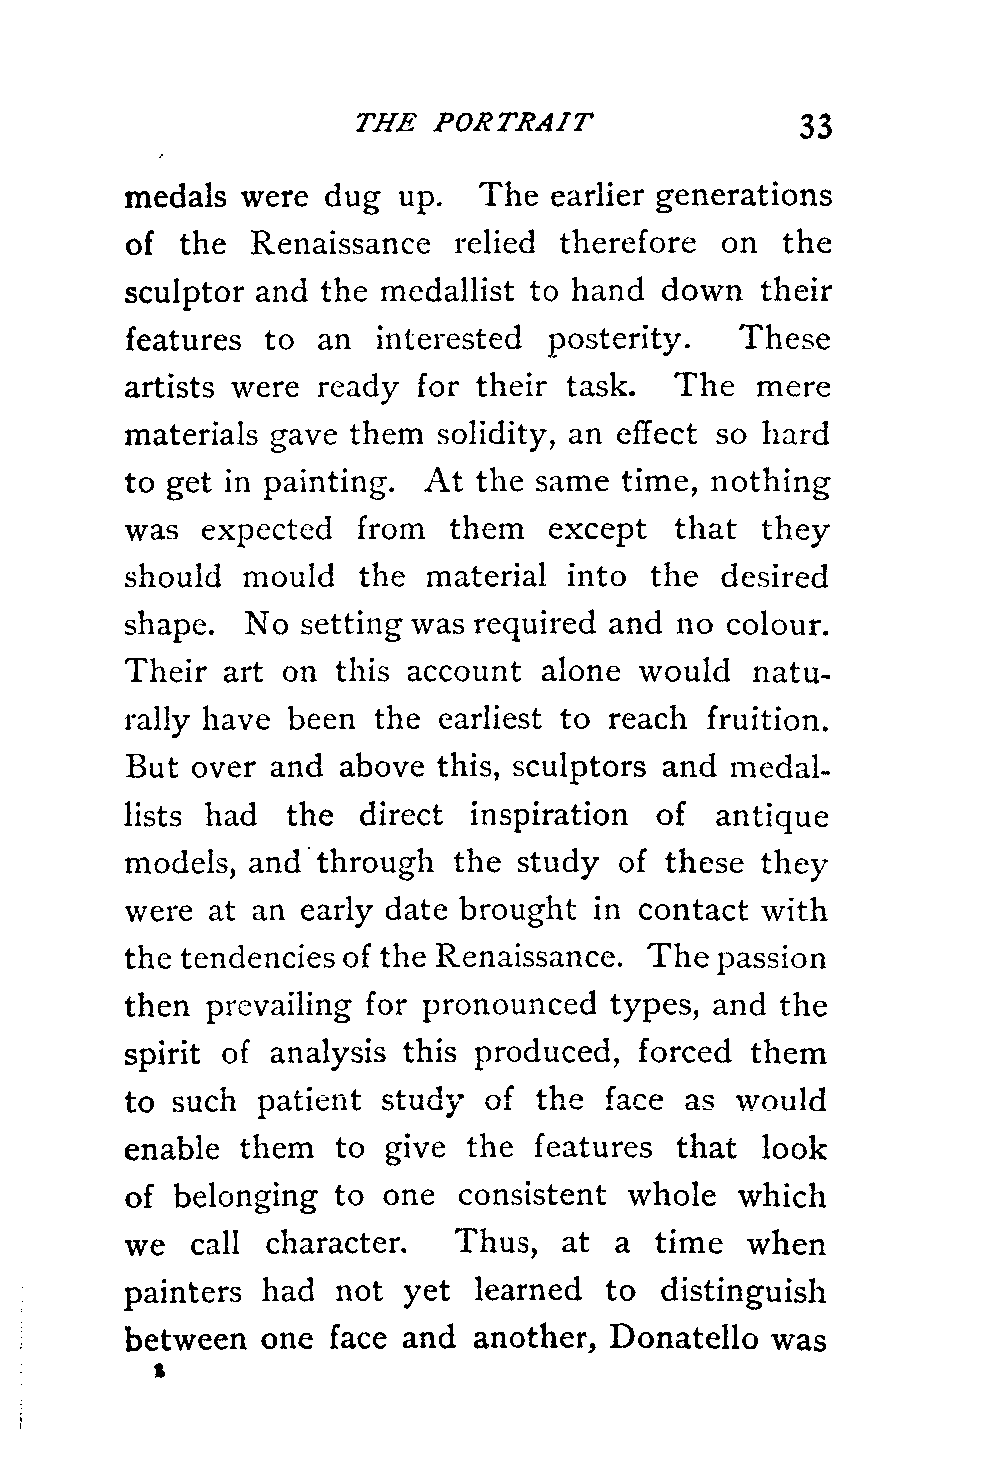 THE PORTRAIT 33
medals were dug up. The earlier generations
of the Renaissance relied therefore on the
sculptor and the medallist to hand down their
features to an interested posterity. These
artists were ready for their task. The mere
materials gave them solidity, an effect so hard
to get in painting. At the same time, nothing
was expected from them except that they
should mould the material into the desired
shape. No setting was required and no colour.
Their art on this account alone would natu-
rally have been the earliest to reach fruition.
But over and above this, sculptors and medal-
lists had the direct inspiration of antique
models, and through the study of these they
were at an early date brought in contact with
the tendencies of the Renaissance. The passion
then prevailing for pronounced types, and the
spirit of analysis this produced, forced them
to such patient study of the face as would
enable them to give the features that look
of belonging to one consistent whole which
we call character. Thus, at a time when
painters had not yet learned to distinguish
between one face and another, Donatello was